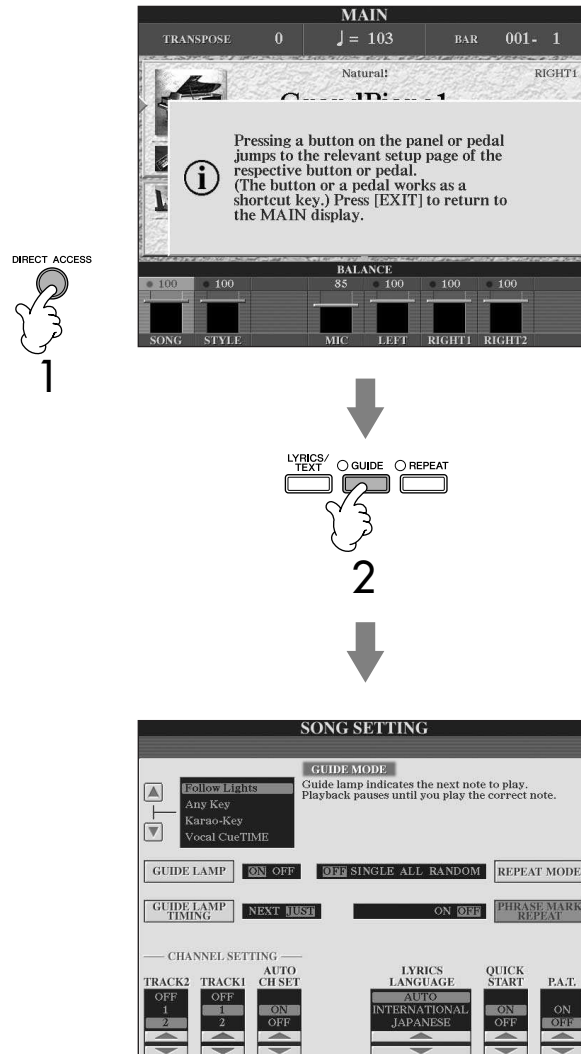 MAIN
TRANSPOSE 0 ♩ = 103 BAR 001- 1
Natural! RIGHT1
Pressing a button on the panel or pedal
jumps to the relevant setup page of the
respective button or pedal.
(The button or a pedal works as a
shortcut key.) Press [EXIT] to return to
the MAIN display.
DIRECT ACCESS
1
BALANCE
100 100 85 100 100 100
SONG STYLE MIC LEFT RIGHT1 RIGHT2
LYRICS/
TEXT GUIDE REPEAT
2
SONG SETTING
GUIDE MODE
Follow Lights
Any Key
Karao-Key
Vocal CueTIME
Guide lamp indicates the next note to play.
Playback pauses until you play the correct note.
GUIDE LAMP ON OFF OFF SINGLE ALL RANDOM REPEAT MODE
GUIDE LAMP
TIMING NEXT JUST ON OFF PHRASE MARK
REPEAT
CHANNEL SETTING
TRACK2 TRACK1 AUTO
CH SET LYRICS
LANGUAGE QUICK
START P.A.T.
OFF OFF AUTO
1 1 ON INTERNATIONAL ON ON
2 2 OFF JAPANESE OFF OFF